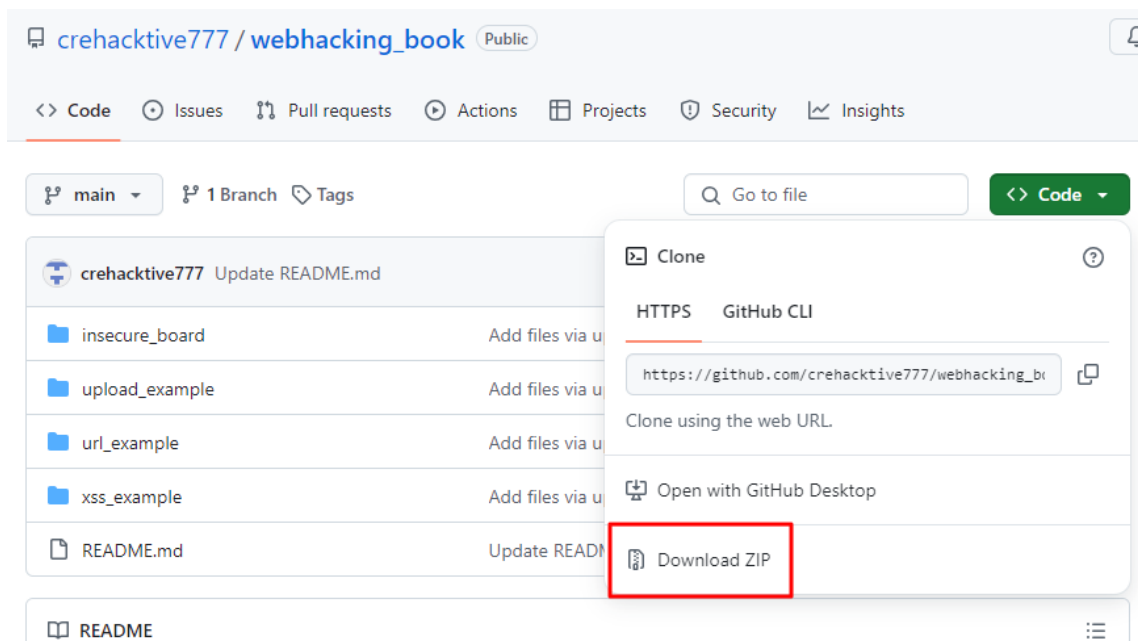 crehacktive777 / webhacking_book Public
Code Issues Pull requests Actions Projects Security Insights
main 1 Branch Tags Go to file Code
crehacktive777 Update README.md
insecure_board Add files via
upload_example Add files via
url_example Add files via
xss_example Add files via
README.md Update
README
Clone
HTTPS GitHub CLI
https://github.com/crehacktive777/
Clone using the web URL.
Open with GitHub Desktop
Download ZIP